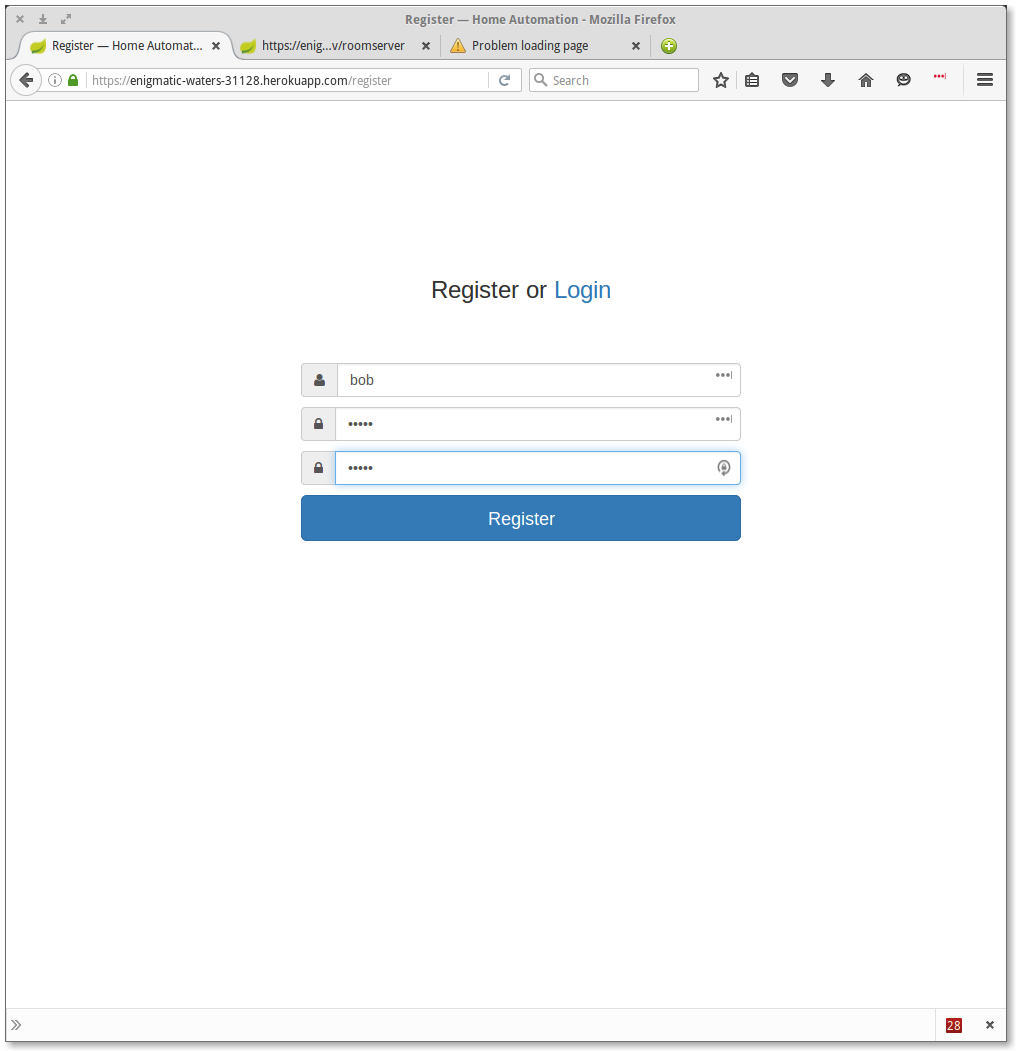 Register — Home Automation - Mozilla Firefox
Register — Home Automat... https://enig...v/roomserver Problem loading page
https://enigmatic-waters-31128.herokuapp.com/register Search
Register or Login
bob
•••••
•••••
Register
28